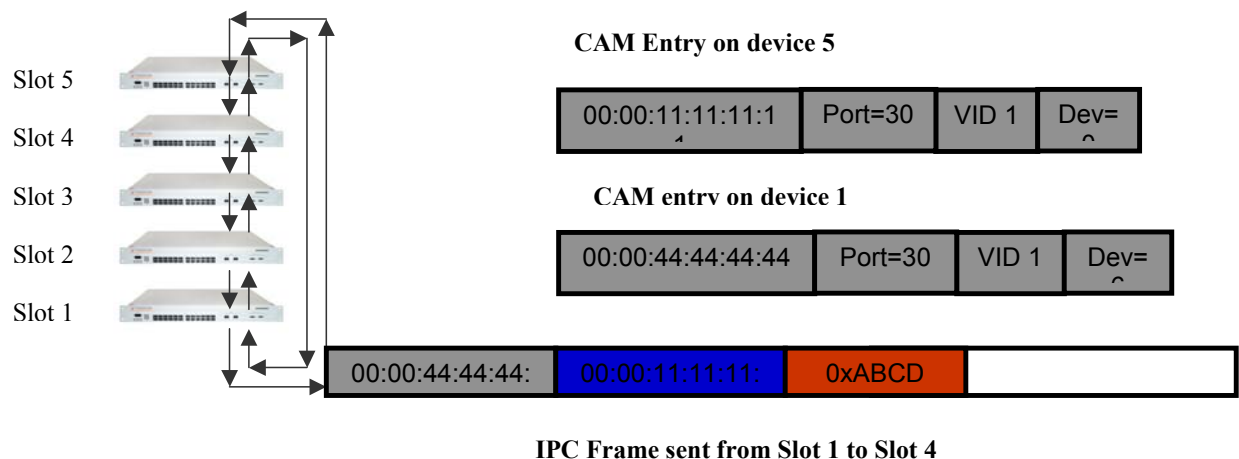 CAM Entry on device 5
Slot 5
00:00:11:11:11:1 Port=30 VID 1 Dev=
Slot 4
Slot 3
CAM entry on device 1
Slot 2
00:00:44:44:44:44 Port=30 VID 1 Dev=
Slot 1
00:00:44:44:44: 00:00:11:11:11: 0xABCD
IPC Frame sent from Slot 1 to Slot 4